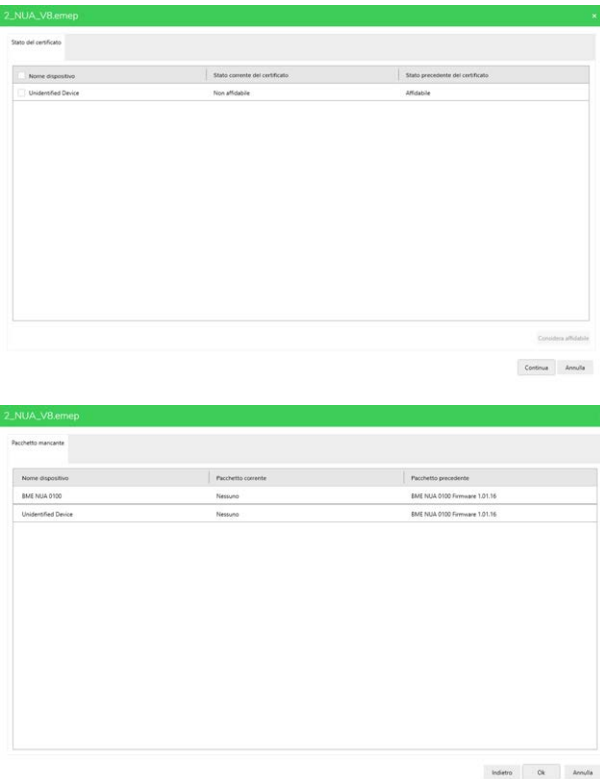 2_NUA_V8.emep
Stato del certificato
Nome dispositivo Stato corrente del certificato Stato precedente del certificato
Unidentified Device Non affidabile Affidabile
Considera affidabile
Continua Annulla
2_NUA_V8.emep
Pacchetto mancante
Nome dispositivo Pacchetto corrente Pacchetto precedente
BME NUA 0100 Nessuno BME NUA 0100 Firmware 1.01.16
Unidentified Device Nessuno BME NUA 0100 Firmware 1.01.16
Indietro Ok Annulla